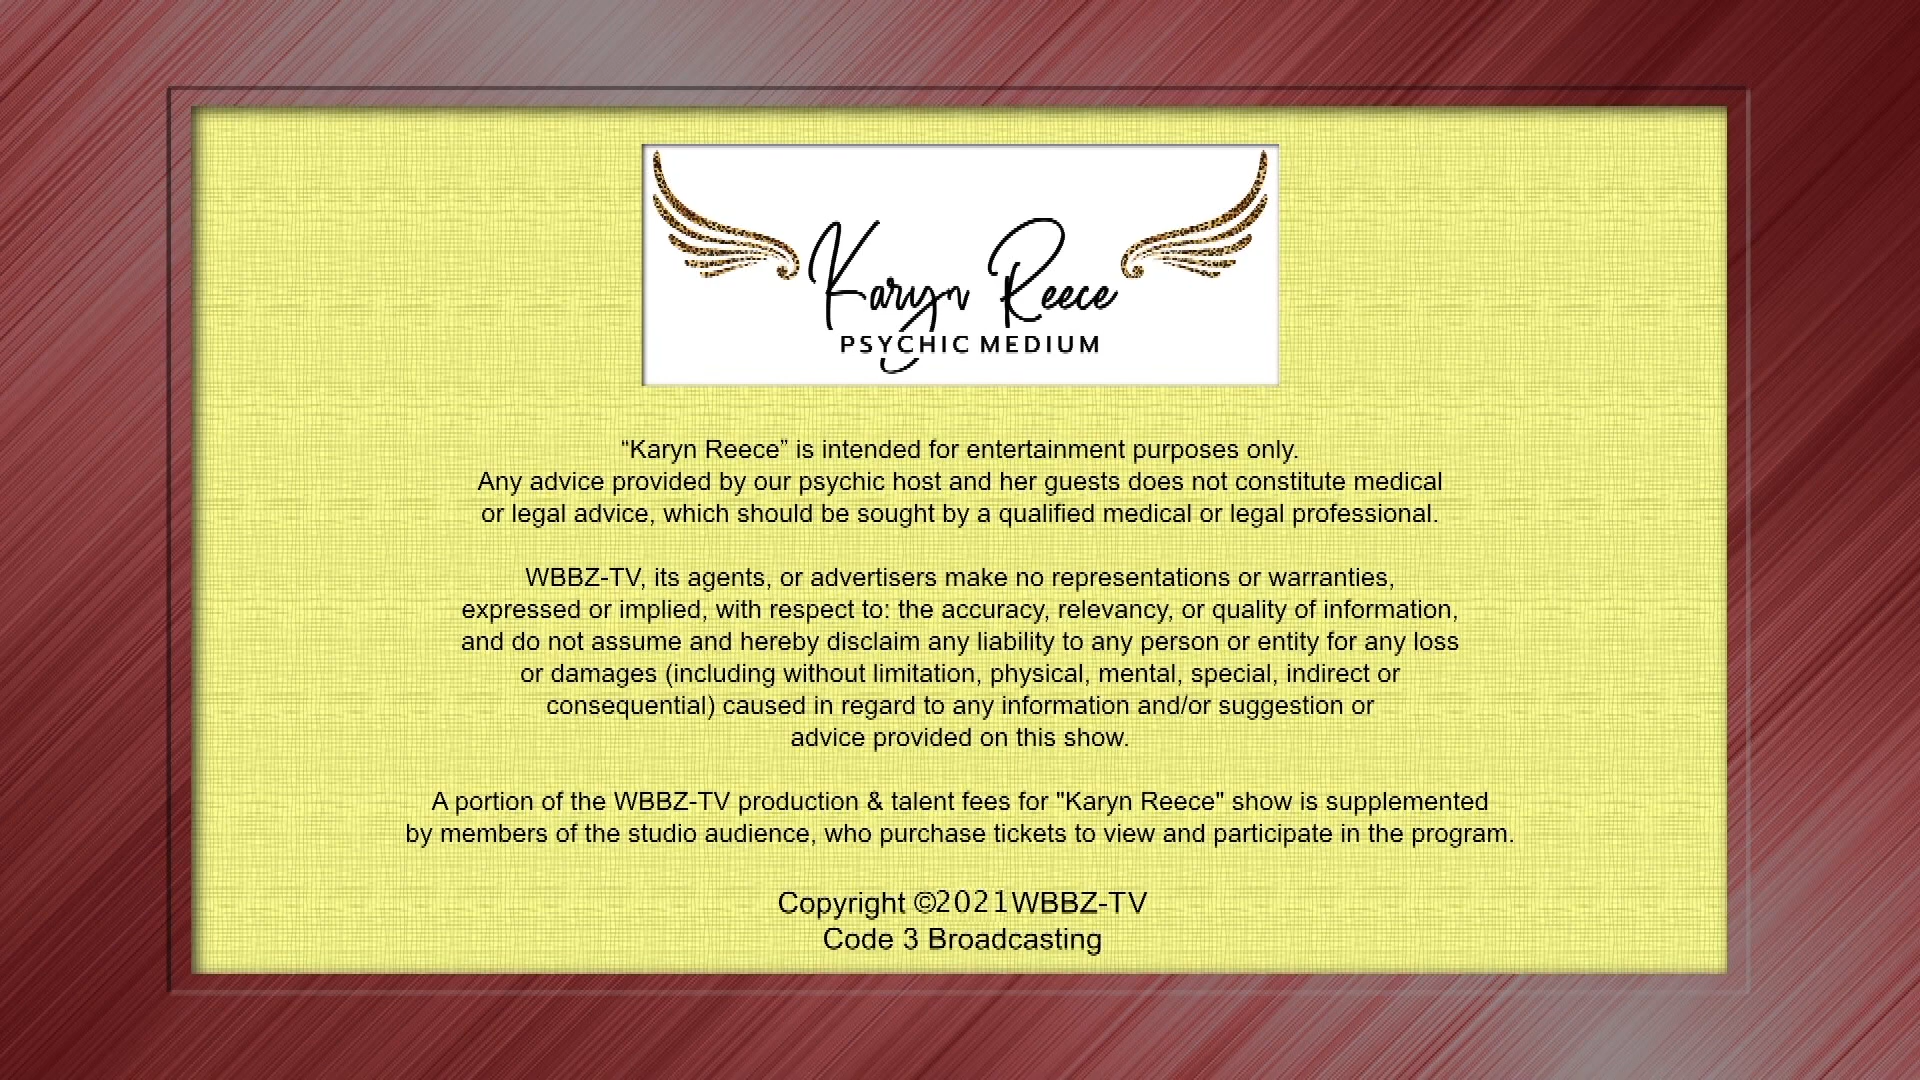 Karyn Reece
PSYCHIC MEDIUM
“Karyn Reece” is intended for entertainment purposes only.
Any advice provided by our psychic host and her guests does not constitute medical
or legal advice, which should be sought by a qualified medical or legal professional.
WBBZ-TV, its agents, or advertisers make no representations or warranties,
expressed or implied, with respect to: the accuracy, relevancy, or quality of information,
and do not assume and hereby disclaim any liability to any person or entity for any loss
or damages (including without limitation, physical, mental, special, indirect or
consequential) caused in regard to any information and/or suggestion or
advice provided on this show.
A portion of the WBBZ-TV production & talent fees for "Karyn Reece" show is supplemented
by members of the studio audience, who purchase tickets to view and participate in the program.
Copyright ©2021WBBZ-TV
Code 3 Broadcasting